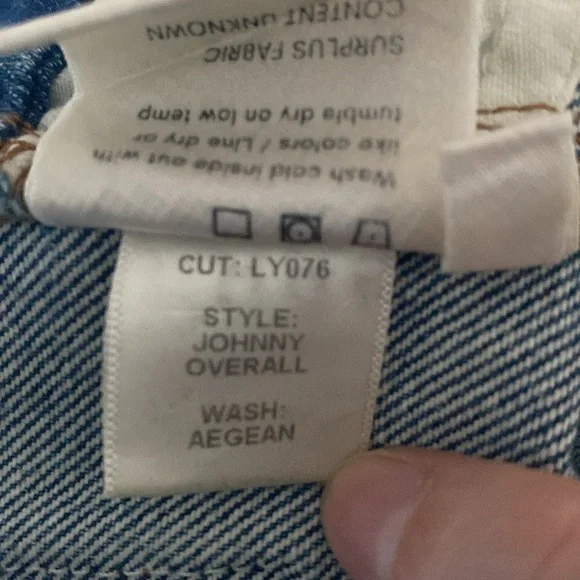 Wash cold inside out with
like colors / Line dry or
tumble dry on low temp
SURPLUS FABRIC
CONTENT UNKNOWN
CUT: LY076
STYLE:
JOHNNY
OVERALL
WASH:
AEGEAN